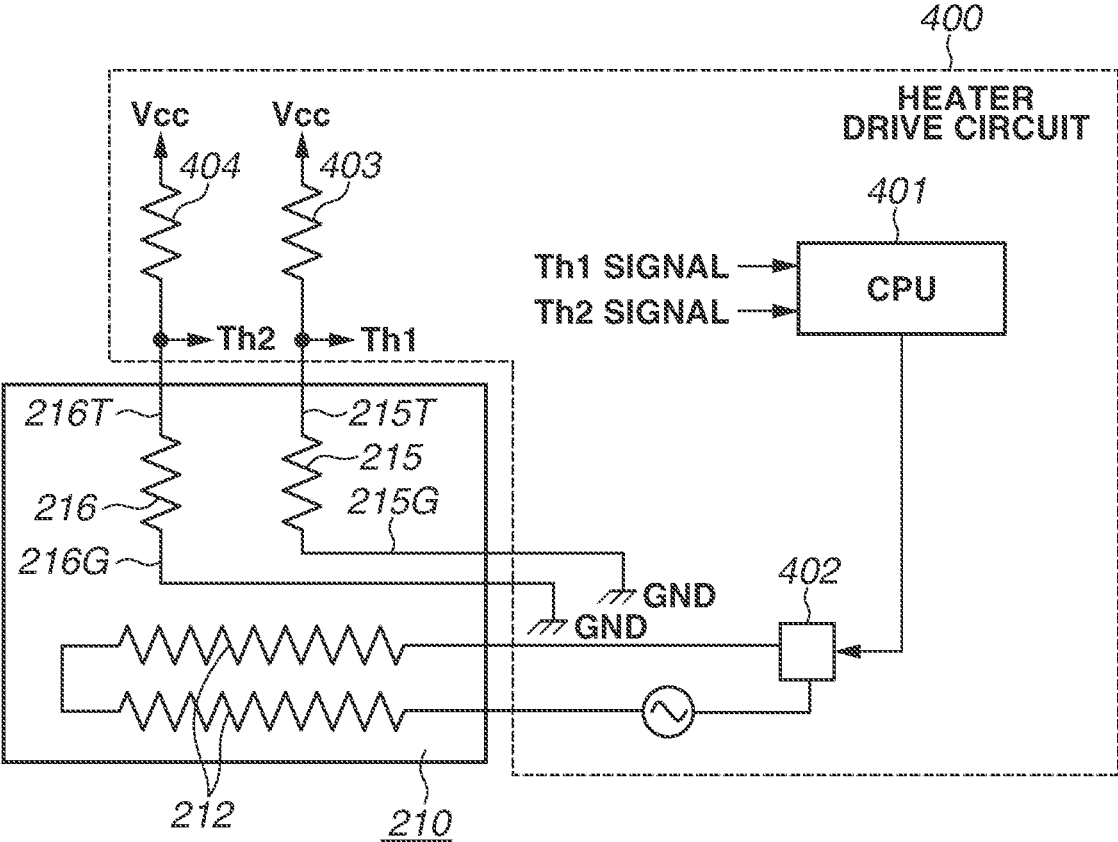 400
HEATER
DRIVE CIRCUIT
Vcc
Vcc
404
403
401
Th1 SIGNAL
CPU
Th2 SIGNAL
Th2
Th1
216T
215T
215
216
215G
216G
402
GND
GND
212
210